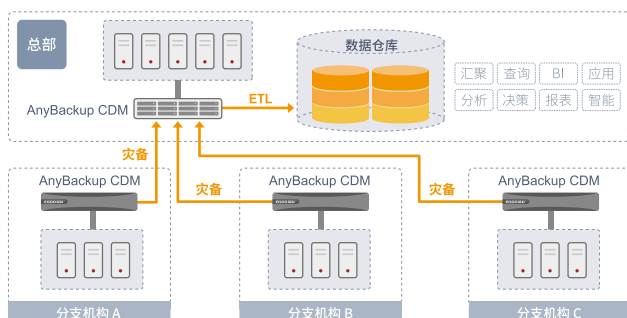 总部
数据仓库
汇聚 查询 BI 应用
ETL
AnyBackup CDM
分析 决策 报表 智能
灾备
AnyBackup CDM
灾备
AnyBackup CDM
灾备
AnyBackup CDM
分支机构 A
分支机构 B
分支机构 C